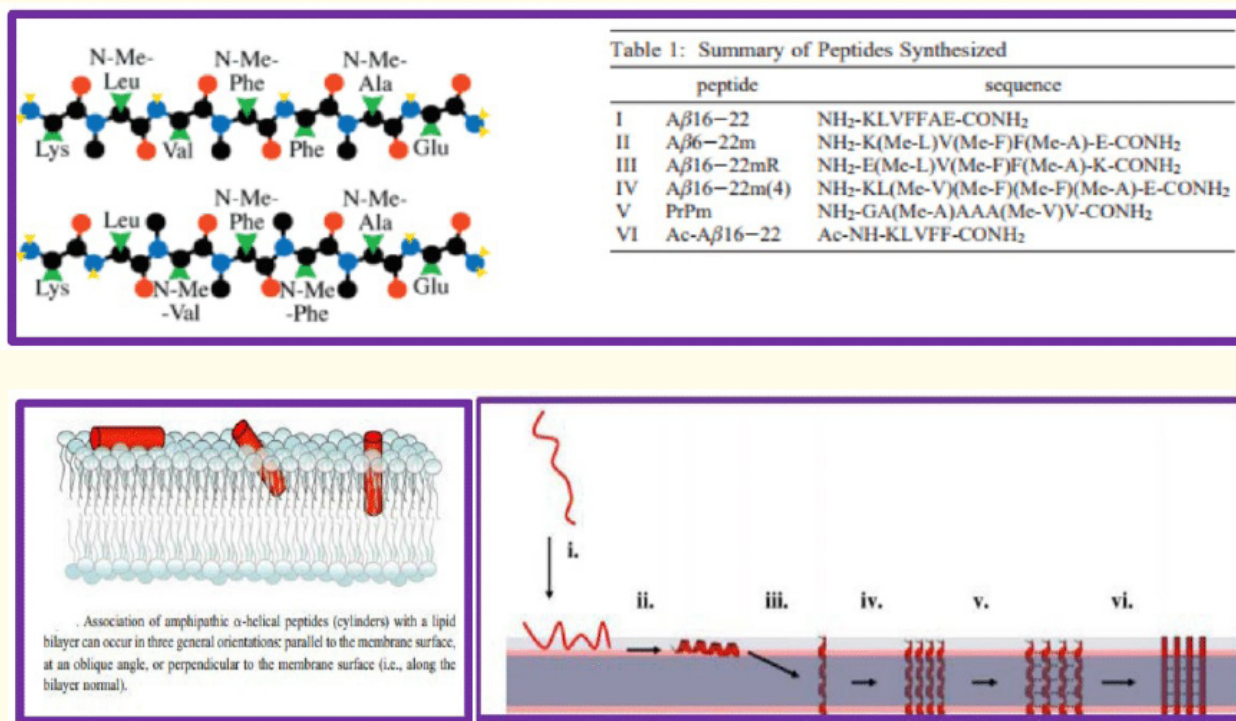 N-Me-
Leu
N-Me-
Phe
N-Me-
Ala
Lys
Val
Phe
Glu
Leu
N-Me-
Phe
N-Me-
Ala
Lys
N-Me
-Val
N-Me
-Phe
Glu
Table 1: Summary of Peptides Synthesized
peptide sequence
I Aβ16−22 NH₂-KLVFFAE-CONH₂
II Aβ6−22m NH₂-K(Me-L)V(Me-F)F(Me-A)-E-CONH₂
III Aβ16−22mR NH₂-E(Me-L)V(Me-F)F(Me-A)-K-CONH₂
IV Aβ16−22m(4) NH₂-KL(Me-V)(Me-F)(Me-F)(Me-A)-E-CONH₂
V PrPm NH₂-GA(Me-A)AAA(Me-V)V-CONH₂
VI Ac-Aβ16−22 Ac-NH-KLVFF-CONH₂
. Association of amphipathic α-helical peptides (cylinders) with a lipid
bilayer can occur in three general orientations: parallel to the membrane surface,
at an oblique angle, or perpendicular to the membrane surface (i.e., along the
bilayer normal).
i.
ii. iii. iv. v. vi.